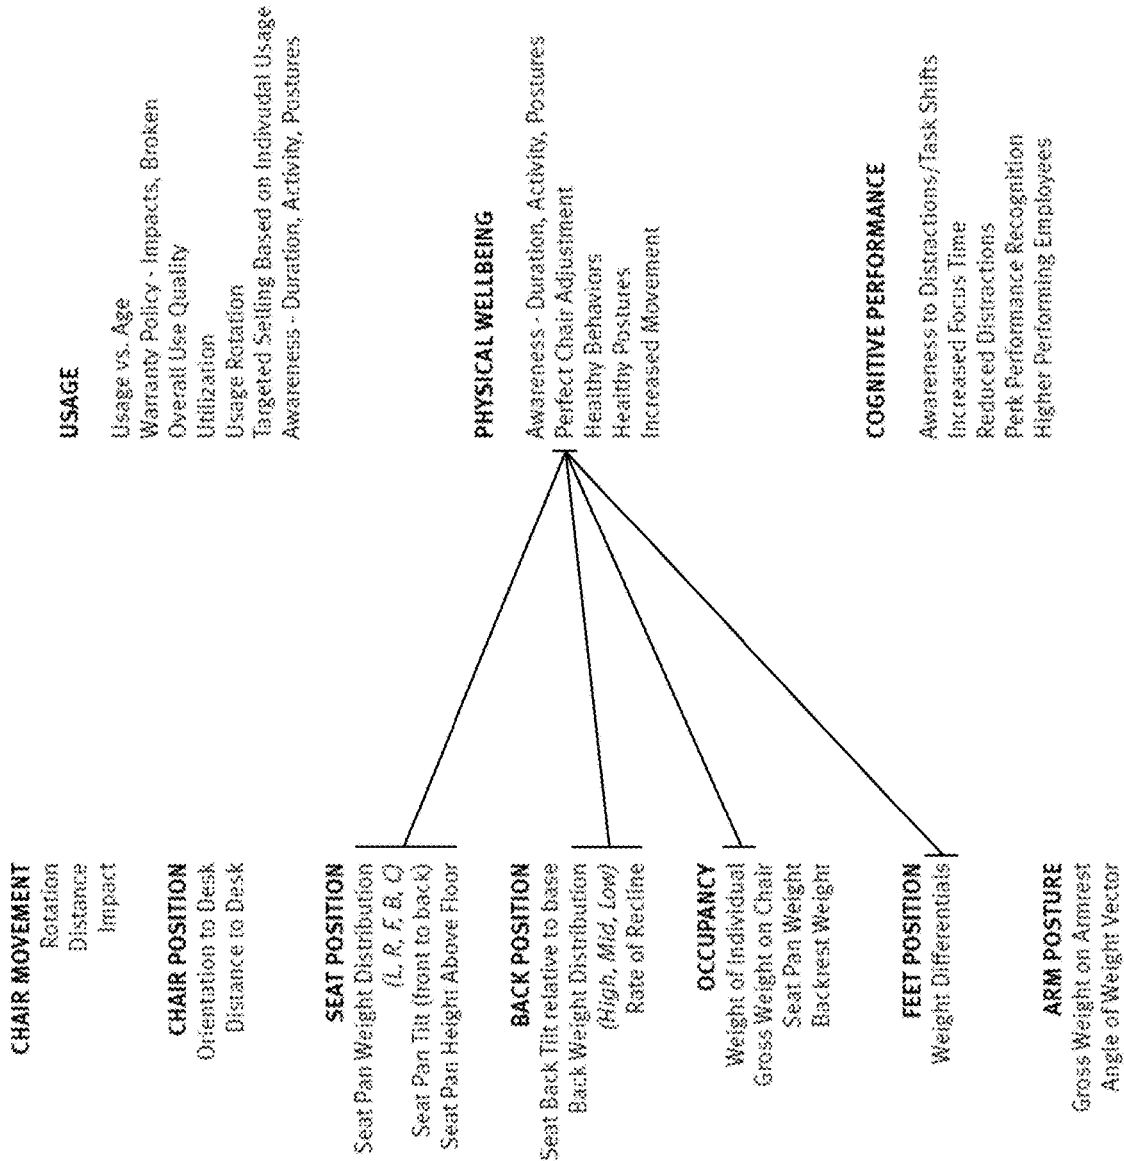 CHAIR MOVEMENT
Rotation
Distance
Impact
CHAIR POSITION
Orientation to Desk
Distance to Desk
SEAT POSITION
Seat Pan Weight Distribution
(L, R, F, B, C)
Seat Pan Tilt (front to back)
Seat Pan Height Above Floor
BACK POSITION
Seat Back Tilt relative to base
Back Weight Distribution
(High, Mid, Low)
Rate of Recline
OCCUPANCY
Weight of Individual
Gross Weight on Chair
Seat Pan Weight
Backrest Weight
FEET POSITION
Weight Differentials
ARM POSTURE
Gross Weight on Armrest
Angle of Weight Vector
USAGE
Usage vs. Age
Warranty Policy - Impacts, Broken
Overall Use Quality
Utilization
Usage Rotation
Targeted Selling Based on Indivudal Usage
Awareness - Duration, Activity, Postures
PHYSICAL WELLBEING
Awareness - Duration, Activity, Postures
Perfect Chair Adjustment
Healthy Behaviors
Healthy Postures
Increased Movement
COGNITIVE PERFORMANCE
Awareness to Distractions/Task Shifts
Increased Focus Time
Reduced Distractions
Perk Performance Recognition
Higher Performing Employees